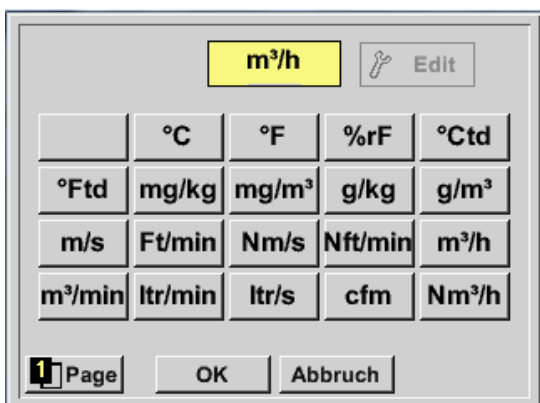 m³/h Edit
°C °F %rF °Ctd
°Ftd mg/kg mg/m³ g/kg g/m³
m/s Ft/min Nm/s Nft/min m³/h
m³/min ltr/min ltr/s cfm Nm³/h
1 Page OK Abbruch